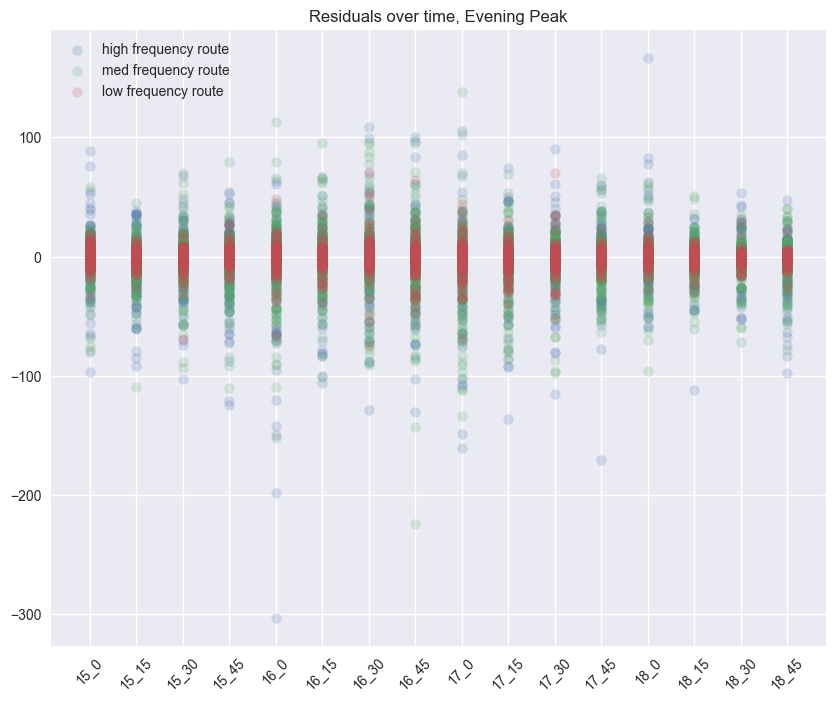 Residuals over time, Evening Peak
high frequency route
med frequency route
low frequency route
100
0
−100
−200
−300
15_0 15_15 15_30 15_45 16_0 16_15 16_30 16_45 17_0 17_15 17_30 17_45 18_0 18_15 18_30 18_45